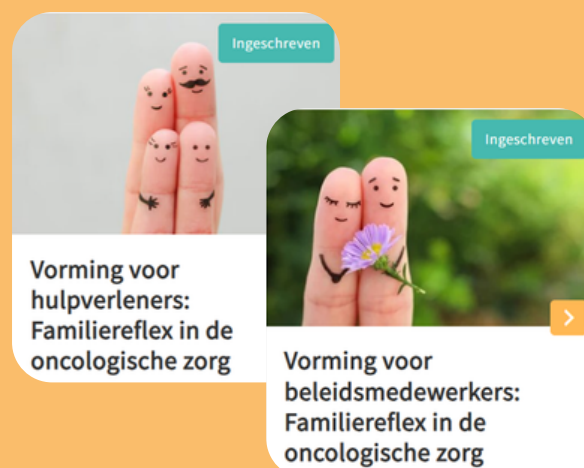 Ingeschreven
Vorming voor
hulpverleners:
Familiereflex in de
oncologische zorg
Ingeschreven
Vorming voor
beleidsmedewerkers:
Familiereflex in de
oncologische zorg